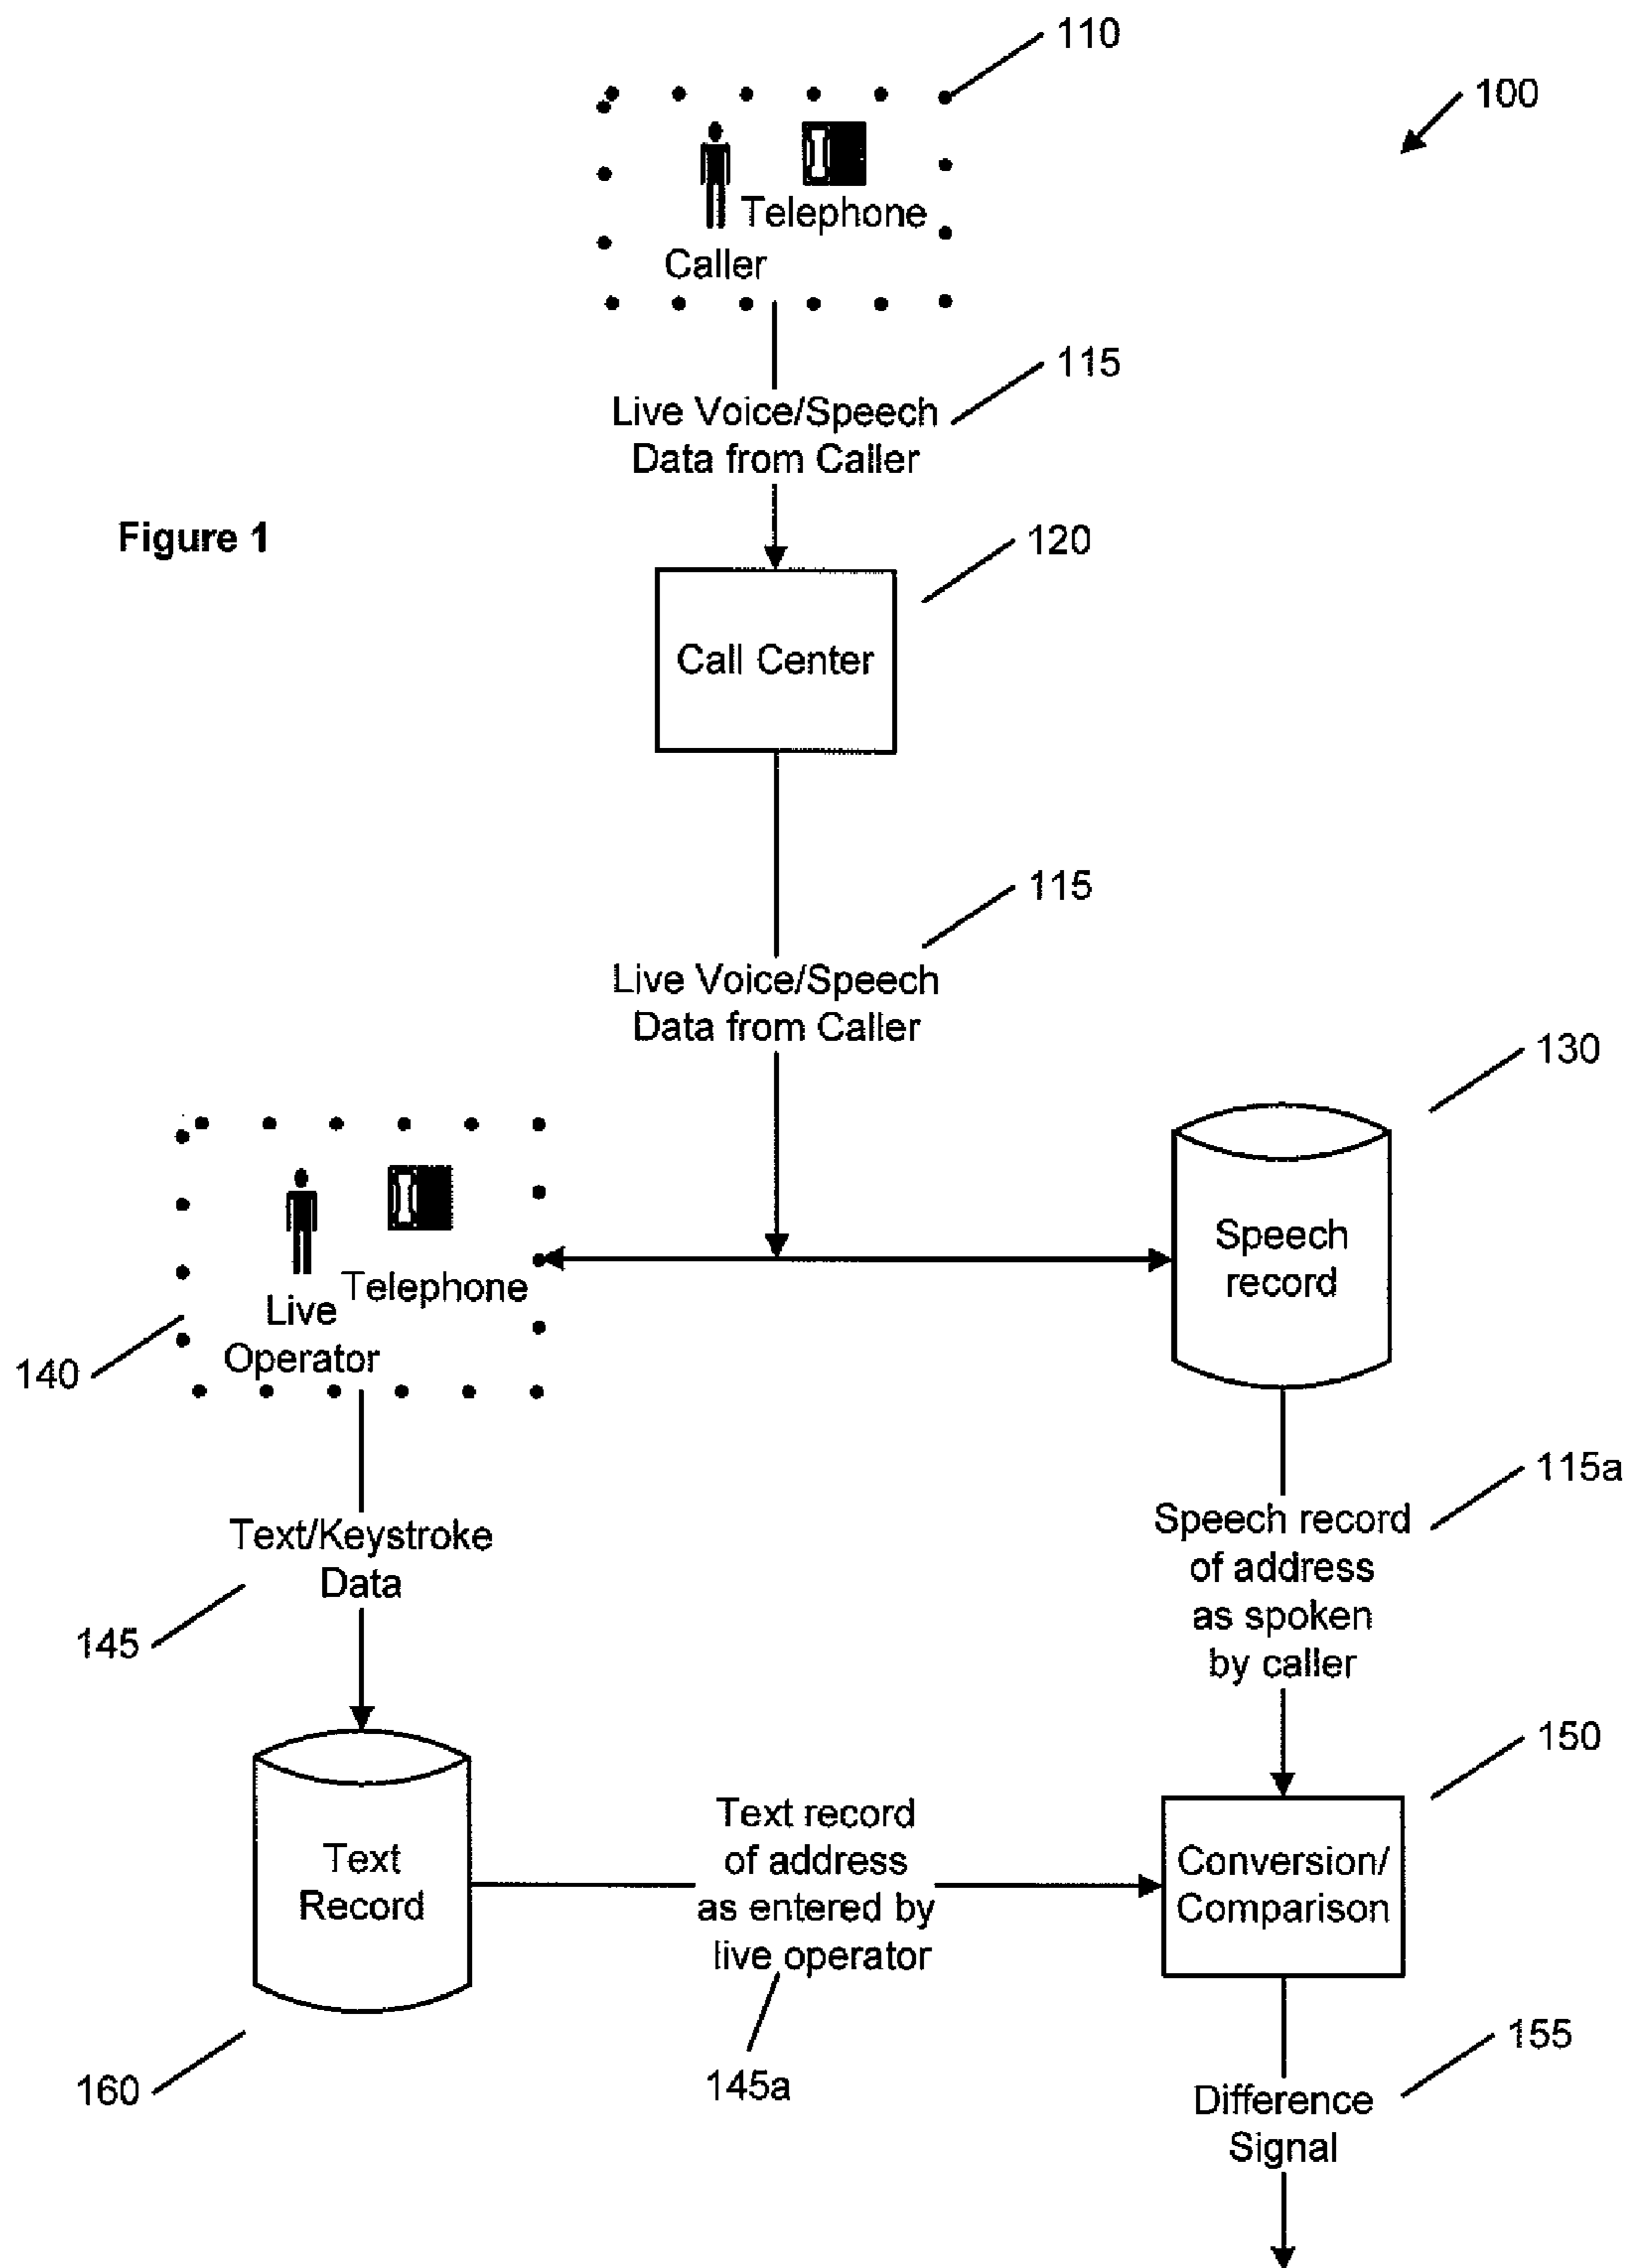 110
100
Telephone
Caller
115
Live Voice/Speech
Data from Caller
Figure 1
120
Call Center
115
Live Voice/Speech
Data from Caller
130
Speech
record
Telephone
Live
Operator
140
115a
Text/Keystroke
Data
145
Speech record
of address
as spoken
by caller
150
Text
Record
Text record
of address
as entered by
live operator
Conversion/
Comparison
160
145a
155
Difference
Signal